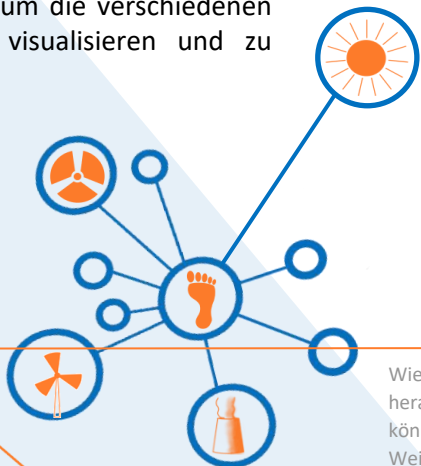 um die verschiedenen
visualisieren und zu
Wie
hera
kön
Wei